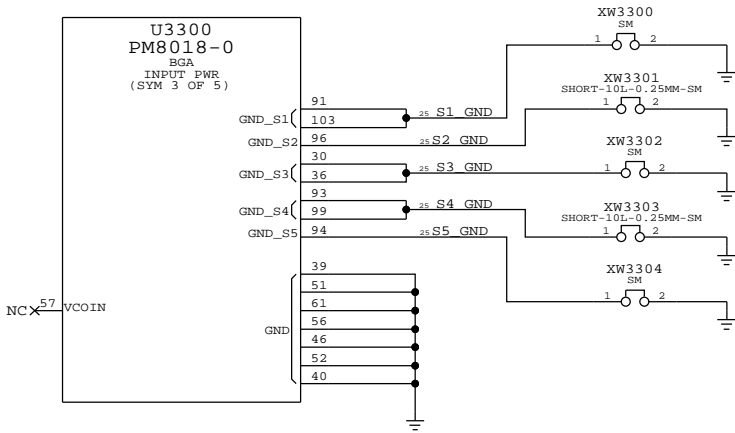 U3300
PM8018-0
BGA
INPUT PWR
(SYM 3 OF 5)
XW3300
SM
1 2
XW3301
SHORT-10L-0.25MM-SM
1 2
91
GND_S1
103
25 S1_GND
GND_S2
96
25 S2_GND
30
GND_S3
36
25 S3_GND
XW3302
SM
1 2
93
GND_S4
99
25 S4_GND
XW3303
SHORT-10L-0.25MM-SM
1 2
GND_S5
94
25 S5_GND
XW3304
SM
1 2
NC 57 VCOIN
GND
39
51
61
56
46
52
40